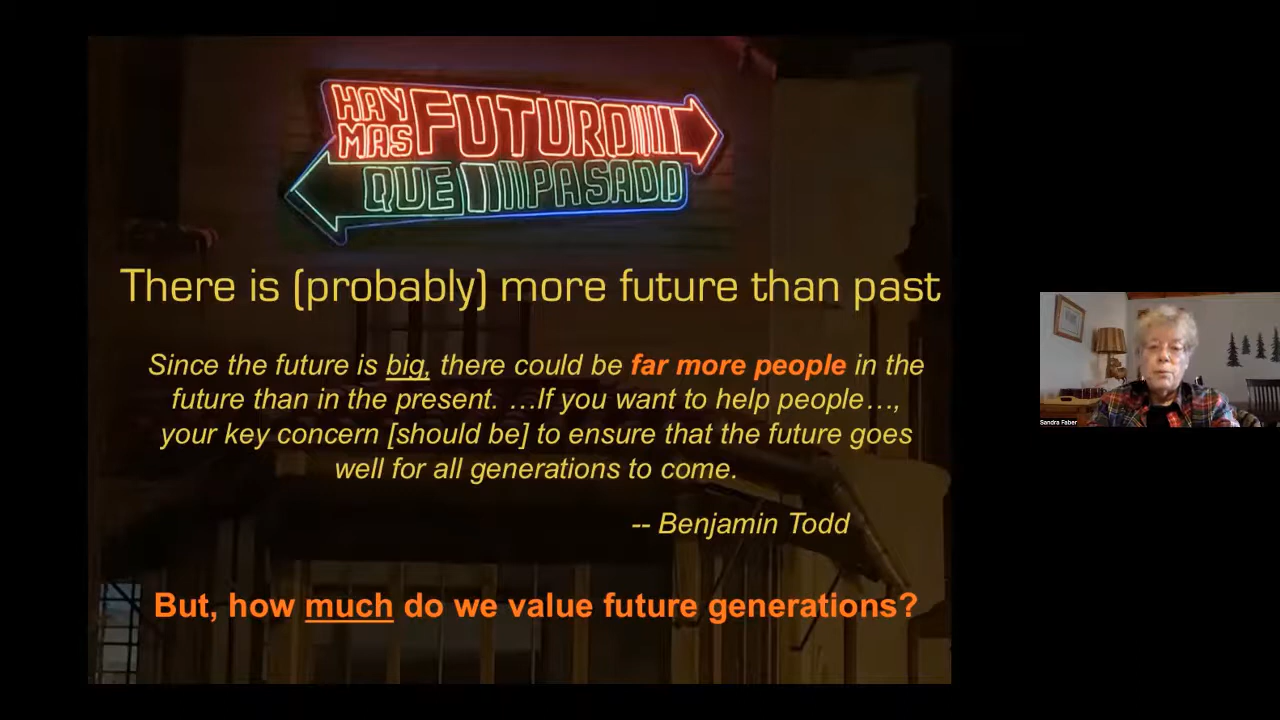 HAY
MAS FUTURO
QUE PASADO
There is (probably) more future than past
Since the future is big, there could be far more people in the
future than in the present. …If you want to help people…,
your key concern [should be] to ensure that the future goes
well for all generations to come.
-- Benjamin Todd
But, how much do we value future generations?
Sandra Faber